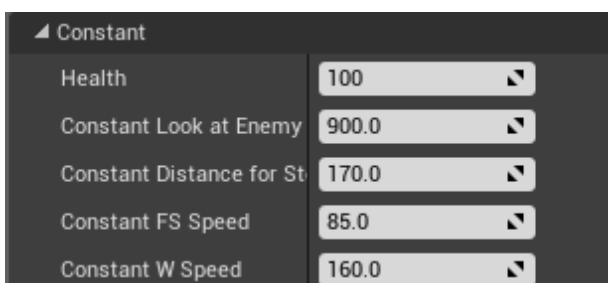 Constant
Health 100
Constant Look at Enemy 900.0
Constant Distance for 170.0
Constant FS Speed 85.0
Constant W Speed 160.0